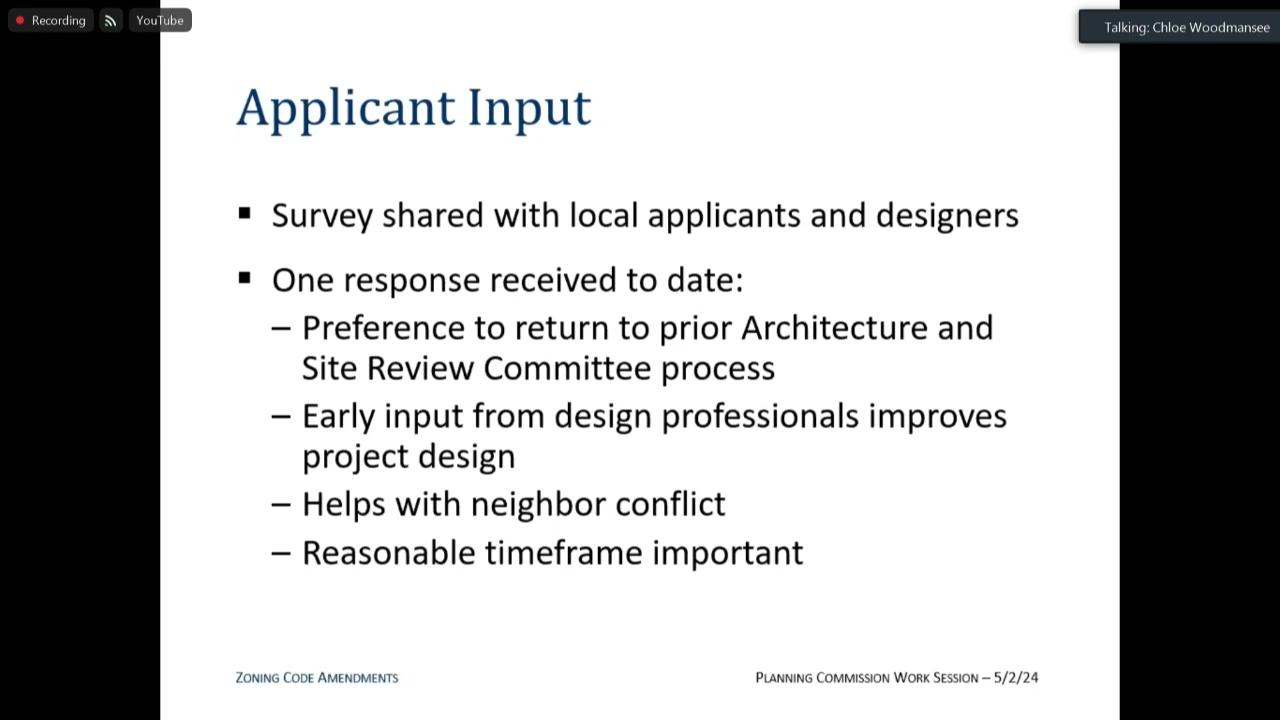 Recording
YouTube
Talking: Chloe Woodmansee
Applicant Input
▪ Survey shared with local applicants and designers
▪ One response received to date:
– Preference to return to prior Architecture and
Site Review Committee process
– Early input from design professionals improves
project design
– Helps with neighbor conflict
– Reasonable timeframe important
Zoning Code Amendments
Planning Commission Work Session – 5/2/24